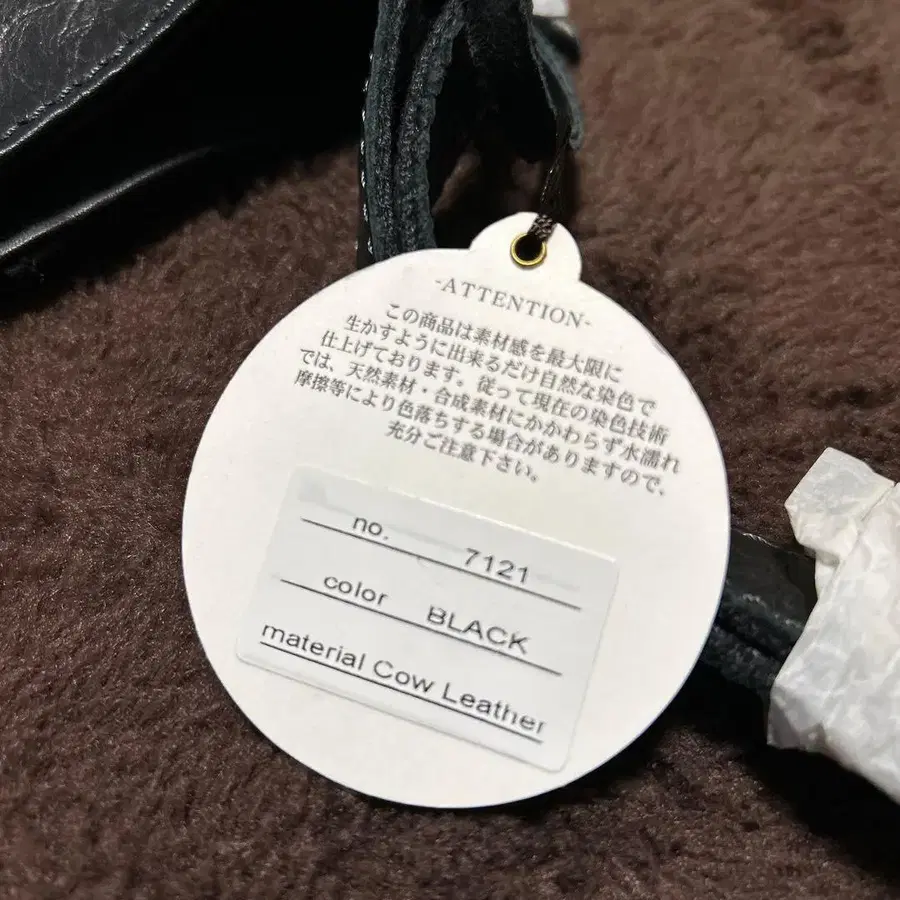 -ATTENTION-
この商品は素材感を最大限に
生かすように出来るだけ自然な染色で
仕上げております。従って現在の染色技術
では、天然素材・合成素材にかかわらず水濡れ
摩擦等により色落ちする場合がありますので、
充分ご注意下さい。
no. 7121
color BLACK
material Cow Leather